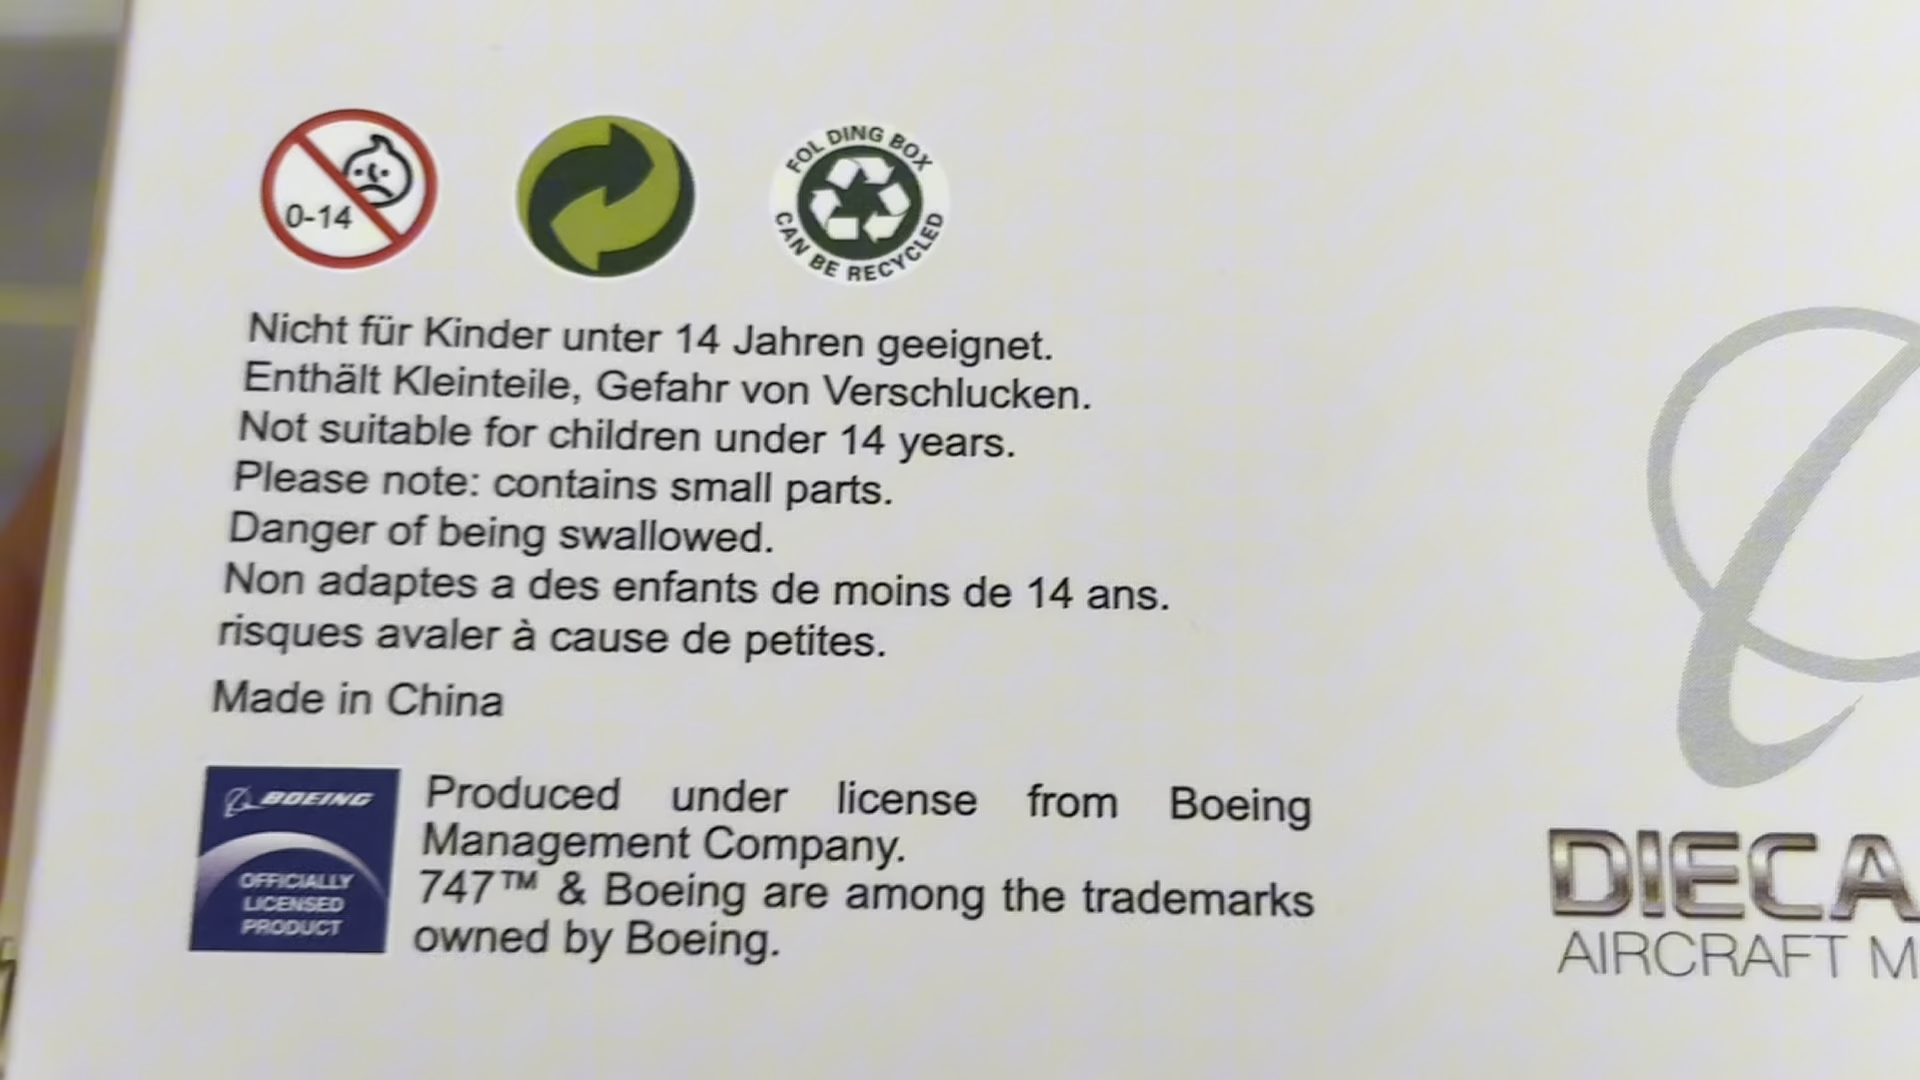 0-14
FOLDING BOX
CAN BE RECYCLED
Nicht für Kinder unter 14 Jahren geeignet.
Enthält Kleinteile, Gefahr von Verschlucken.
Not suitable for children under 14 years.
Please note: contains small parts.
Danger of being swallowed.
Non adaptes a des enfants de moins de 14 ans.
risques avaler à cause de petites.
Made in China
BOEING
OFFICIALLY
LICENSED
PRODUCT
Produced under license from Boeing
Management Company.
747™ & Boeing are among the trademarks
owned by Boeing.
DIECA
AIRCRAFT M